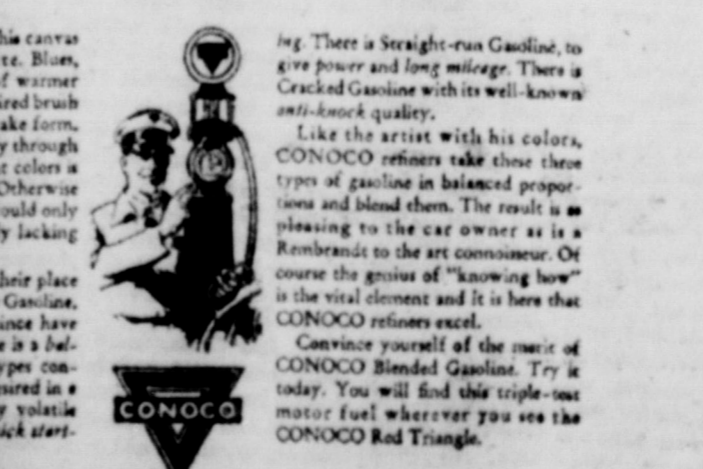 his canvas
te. Blues,
f warmer
ired brush
ake form.
y through
t colors is
Otherwise
ould only
y lacking
heir place
Gasoline,
ince have
e is a bal-
ypes con-
sired in a
y volatile
ick start-
CONOCO
ing. There is Straight-run Gasoline, to
give power and long mileage. There is
Cracked Gasoline with its well-known
anti-knock quality.
Like the artist with his colors,
CONOCO refiners take these three
types of gasoline in balanced propor-
tions and blend them. The result is as
pleasing to the car owner as is a
Rembrandt to the art connoisseur. Of
course the genius of "knowing how"
is the vital element and it is here that
CONOCO refiners excel.
Convince yourself of the merit of
CONOCO Blended Gasoline. Try it
today. You will find this triple-test
motor fuel wherever you see the
CONOCO Red Triangle.